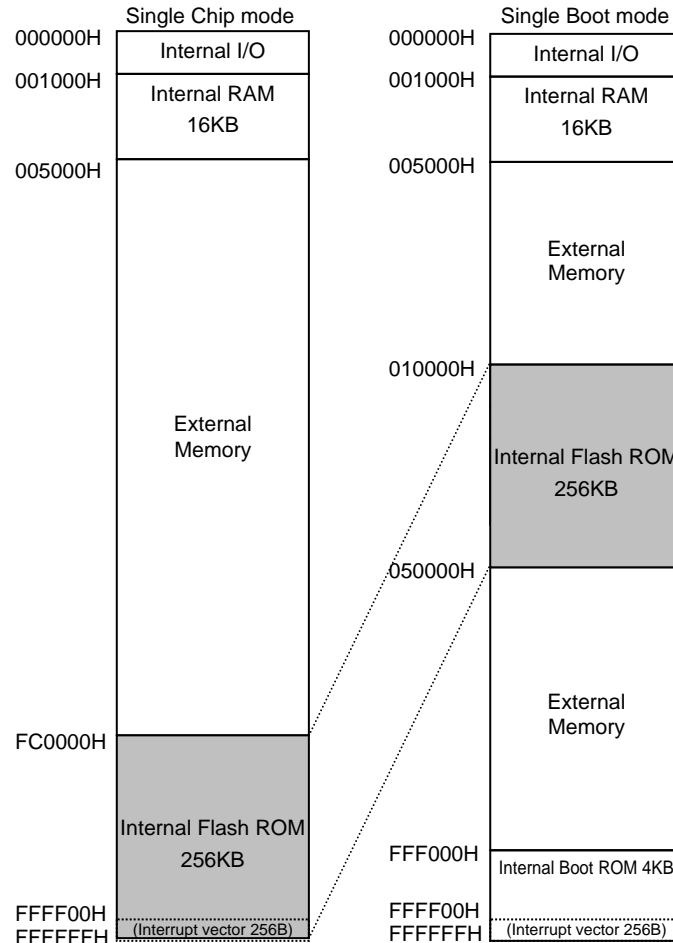 Single Chip mode
000000H
Internal I/O
001000H
Internal RAM
16KB
005000H
External
Memory
FC0000H
Internal Flash ROM
256KB
FFFF00H
(Interrupt vector 256B)
FFFFFFH
Single Boot mode
000000H
Internal I/O
001000H
Internal RAM
16KB
005000H
External
Memory
010000H
Internal Flash ROM
256KB
050000H
External
Memory
FFF000H
Internal Boot ROM 4KB
FFFF00H
(Interrupt vector 256B)
FFFFFFH